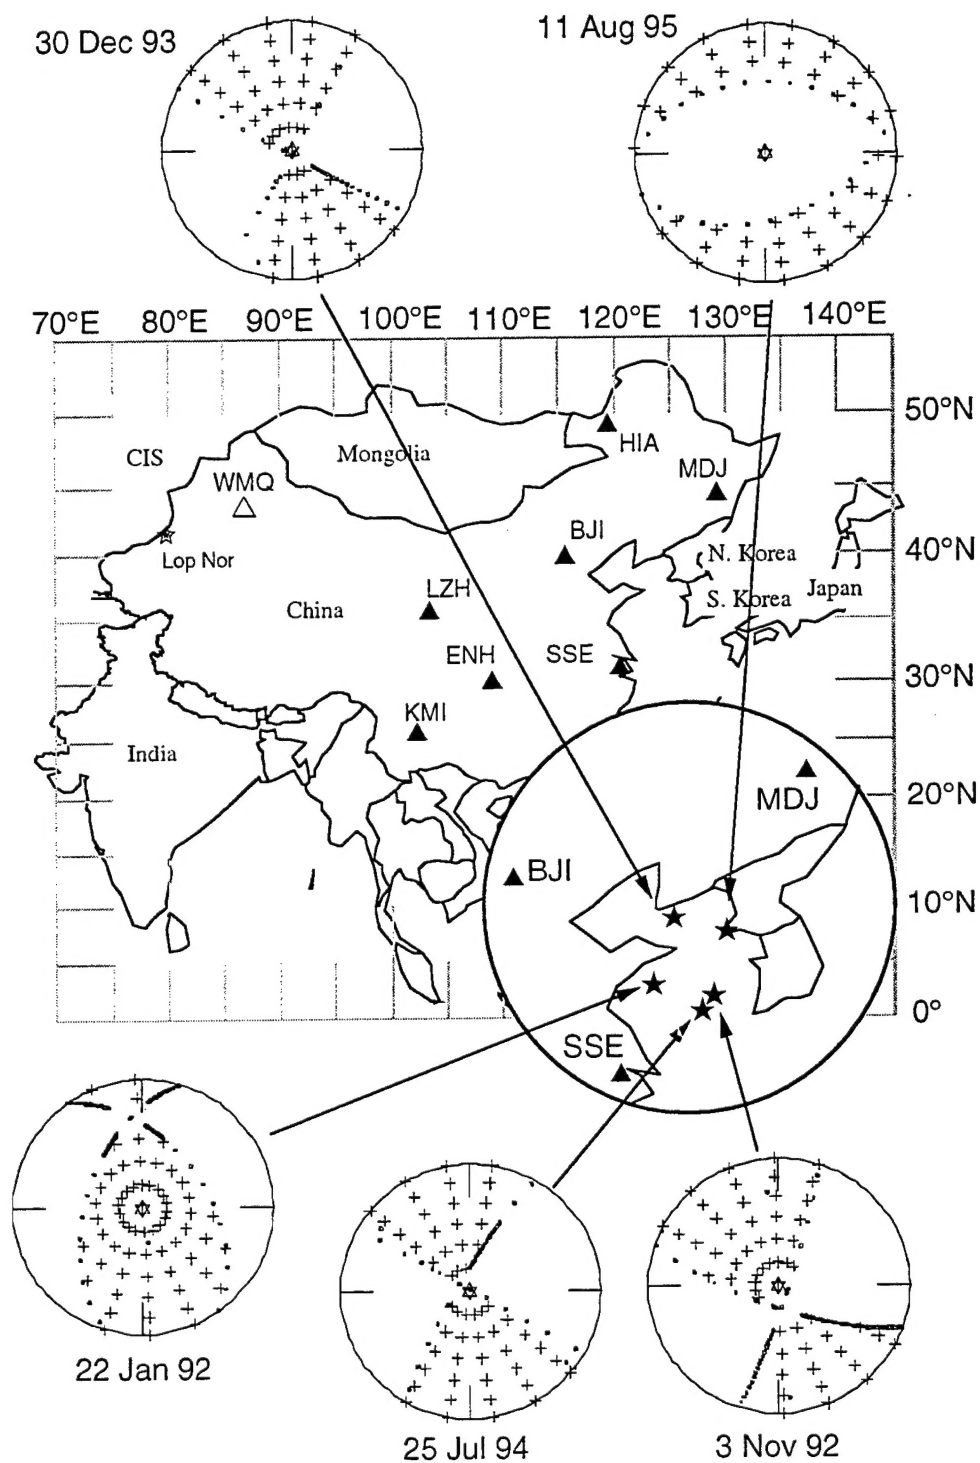 30 Dec 93
11 Aug 95
70°E 80°E 90°E 100°E 110°E 120°E 130°E 140°E
50°N
CIS
Mongolia
HIA
WMQ
MDJ
BJI
Lop Nor
N. Korea
40°N
LZH
China
S. Korea
Japan
ENH
SSE
30°N
KMI
India
MDJ
20°N
BJI
10°N
0°
SSE
22 Jan 92
25 Jul 94
3 Nov 92